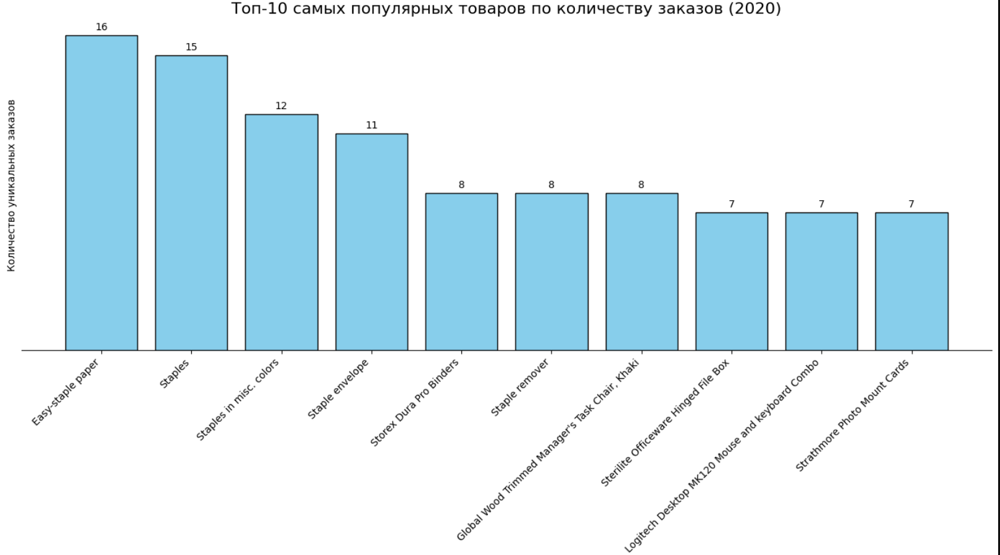 Топ-10 самых популярных товаров по количеству заказов (2020)
Количество уникальных заказов
16
15
12
11
8
8
8
7
7
7
Easy-staple paper
Staples
Staples in misc. colors
Staple envelope
Storex Dura Pro Binders
Staple remover
Global Wood Trimmed Manager's Task Chair, Khaki
Sterilite Officeware Hinged File Box
Logitech Desktop MK120 Mouse and keyboard Combo
Strathmore Photo Mount Cards